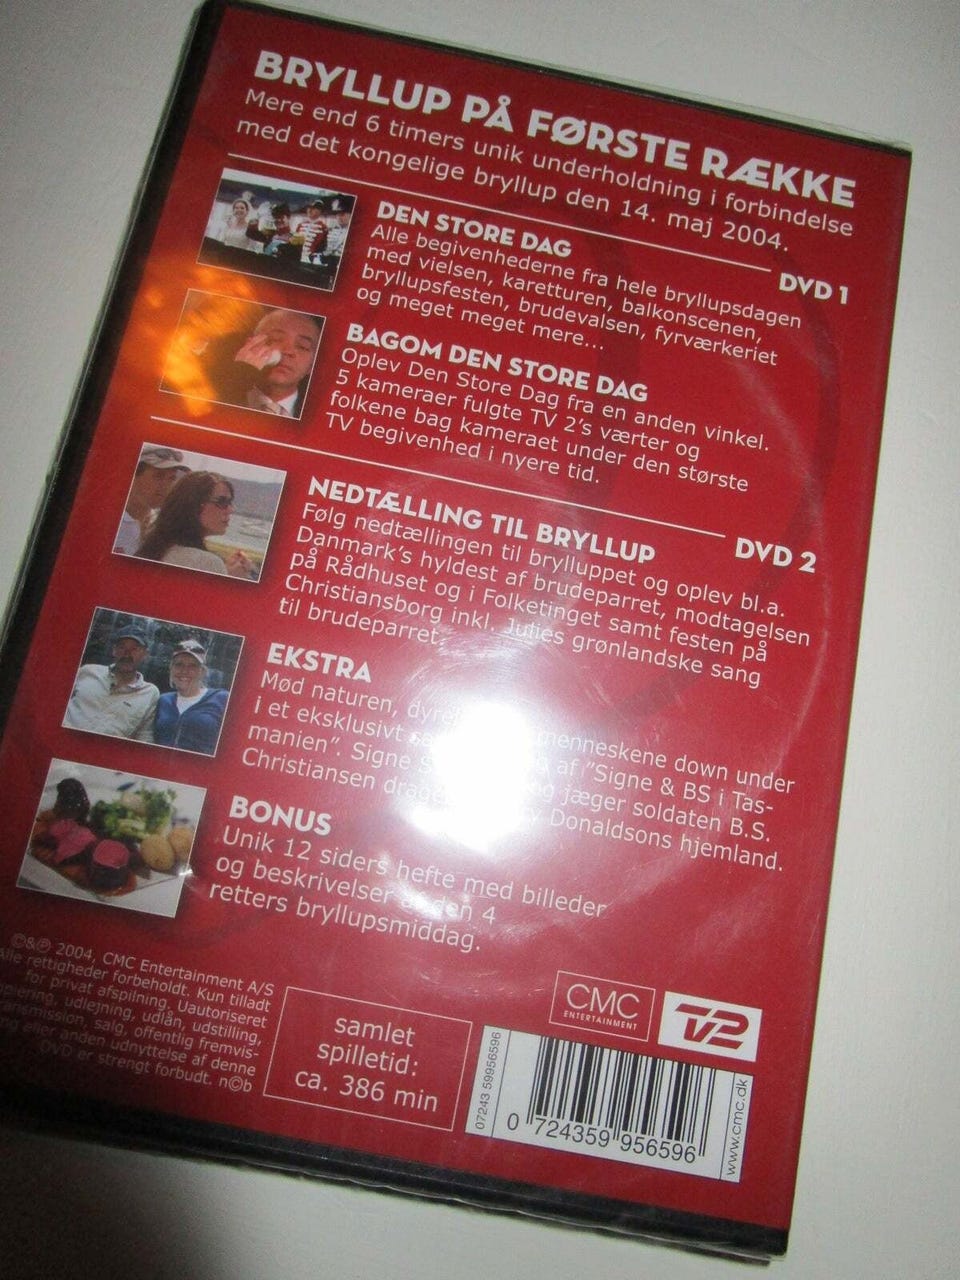 BRYLLUP PÅ FØRSTE RÆKKE
Mere end 6 timers unik underholdning i forbindelse
med det kongelige bryllup den 14. maj 2004.
DVD 1
DEN STORE DAG
Alle begivenhederne fra hele bryllupsdagen
med vielsen, karetturen, balkonscenen,
bryllupsfesten, brudevalsen, fyrværkeriet
og meget meget mere...
BAGOM DEN STORE DAG
Oplev Den Store Dag fra en anden vinkel.
5 kameraer fulgte TV 2's værter og
folkene bag kameraet under den største
TV begivenhed i nyere tid.
DVD 2
NEDTÆLLING TIL BRYLLUP
Følg nedtællingen til brylluppet og oplev bl.a.
Danmark's hyldest af brudeparret, modtagelsen
på Rådhuset og i Folketinget samt festen på
Christiansborg inkl. Julies grønlandske sang
til brudeparret.
EKSTRA
Mød naturen, menneskene down under
i et eksklusivt af "Signe & BS i Tas-
manien". Signe og jæger soldaten B.S.
Christiansen Donaldsons hjemland.
BONUS
Unik 12 siders hefte med billeder
og beskrivelser den 4
retters bryllupsmiddag.
©&℗ 2004, CMC Entertainment A/S
Alle rettigheder forbeholdt. Kun tilladt
for privat afspilning. Uautoriseret
udlejning, udlån, udstilling,
salg, offentlig fremvis-
eller anden udnyttelse af denne
DVD er strengt forbudt. n©b
samlet
spilletid:
ca. 386 min
CMC
ENTERTAINMENT
TV2
07243 59956596
0 724359 956596
www.cmc.dk